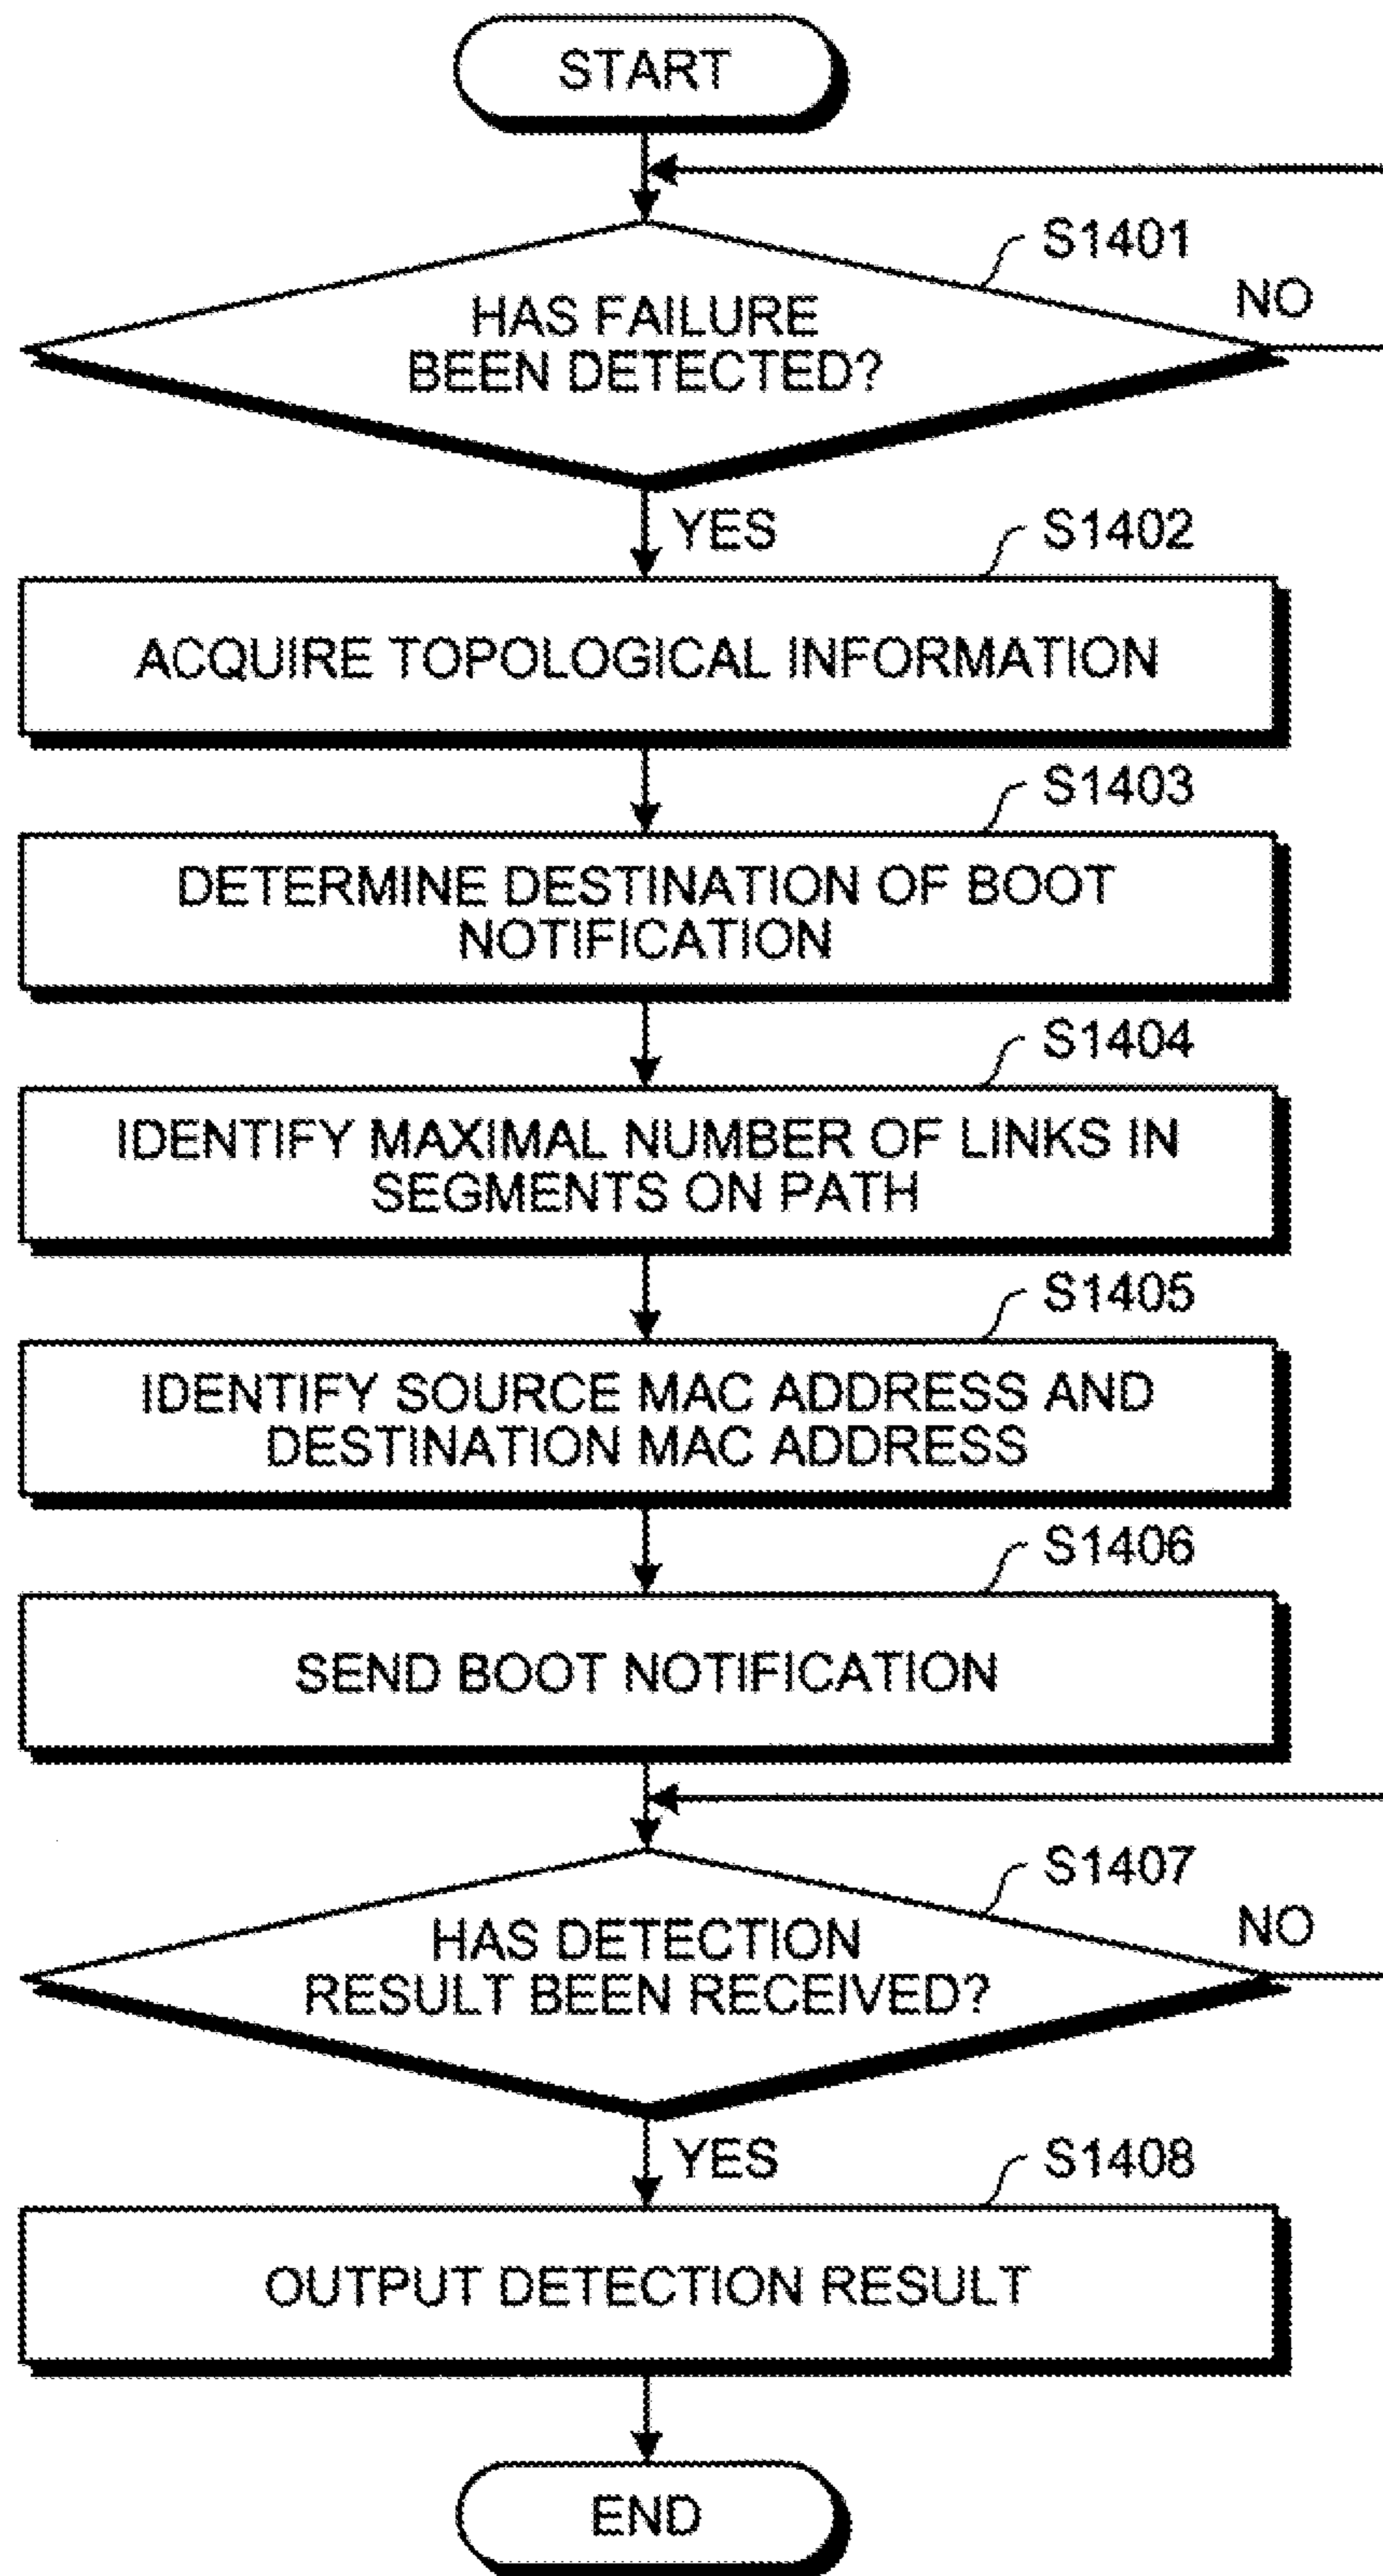 START
S1401
HAS FAILURE
BEEN DETECTED?
NO
YES
S1402
ACQUIRE TOPOLOGICAL INFORMATION
S1403
DETERMINE DESTINATION OF BOOT
NOTIFICATION
S1404
IDENTIFY MAXIMAL NUMBER OF LINKS IN
SEGMENTS ON PATH
S1405
IDENTIFY SOURCE MAC ADDRESS AND
DESTINATION MAC ADDRESS
S1406
SEND BOOT NOTIFICATION
S1407
HAS DETECTION
RESULT BEEN RECEIVED?
NO
YES
S1408
OUTPUT DETECTION RESULT
END